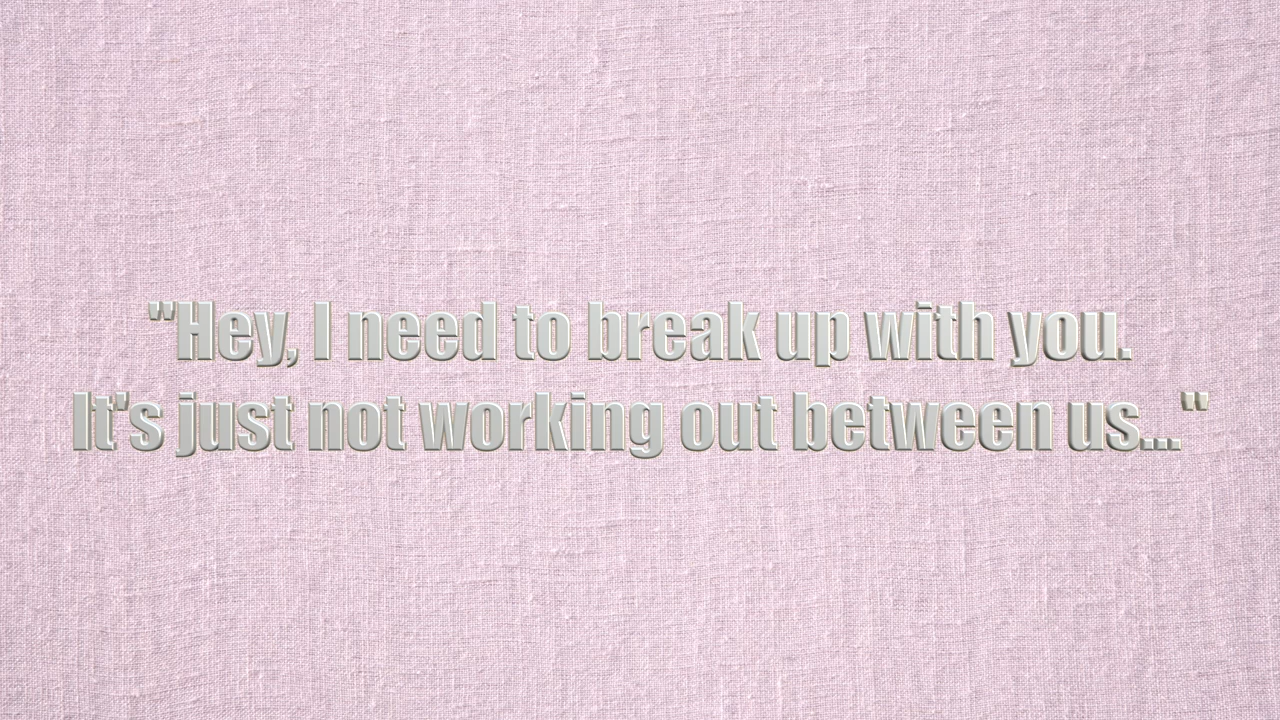 "Hey, I need to break up with you.
It's just not working out between us..."